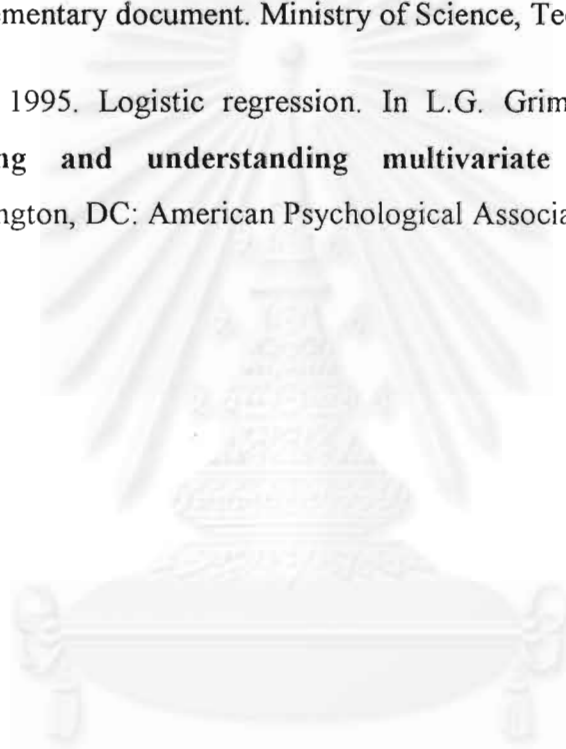 ementary document. Ministry of Science, Te
1995. Logistic regression. In L.G. Grim
ng and understanding multivariate
ngton, DC: American Psychological Associa